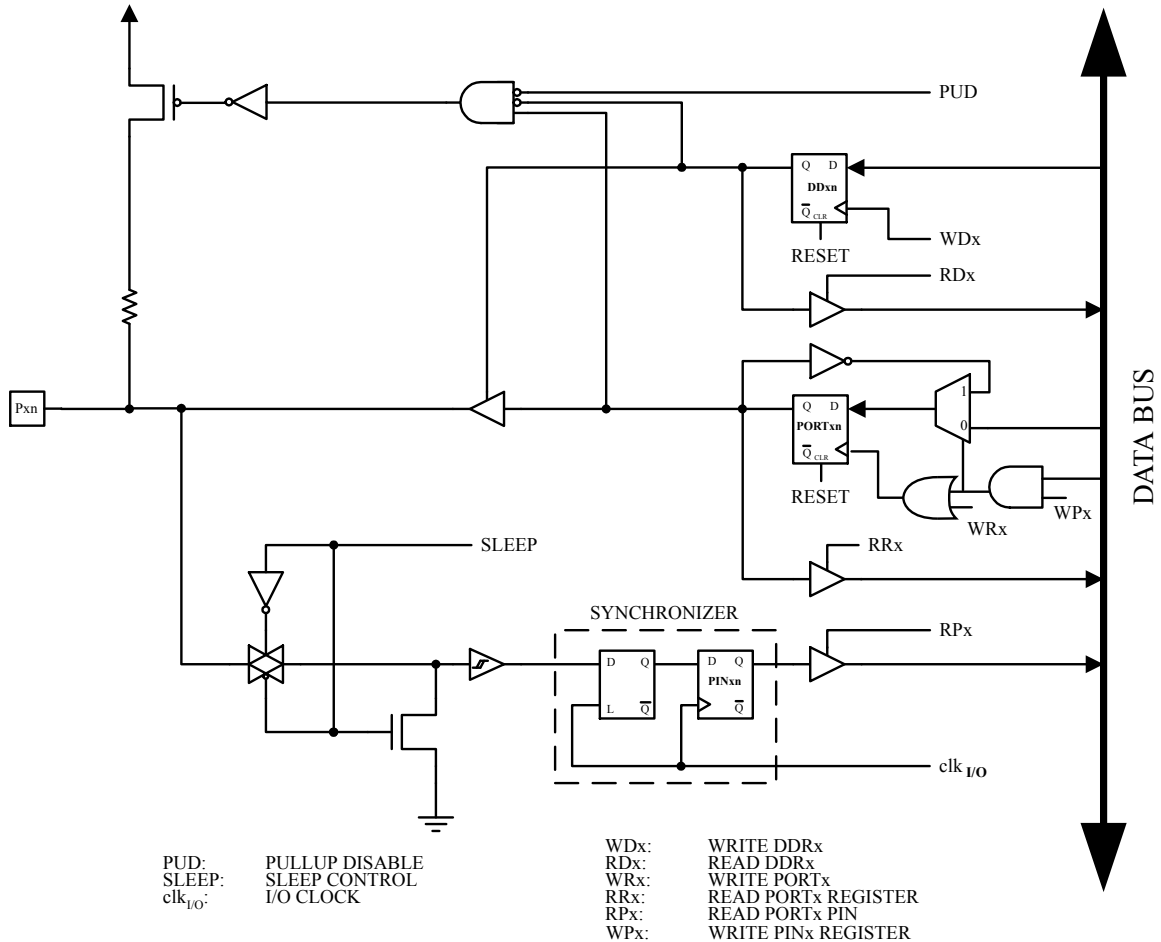 PUD
Q D
DDxn
Q CLR
WDx
RESET
RDx
Pxn
1
Q D
0
PORTxn
Q CLR
RESET
WRx
WPx
DATA BUS
RRx
SLEEP
SYNCHRONIZER
RPx
D Q
D Q
PINxn
L Q
Q
clk I/O
PUD: PULLUP DISABLE
SLEEP: SLEEP CONTROL
clkI/O: I/O CLOCK
WDx: WRITE DDRx
RDx: READ DDRx
WRx: WRITE PORTx
RRx: READ PORTx REGISTER
RPx: READ PORTx PIN
WPx: WRITE PINx REGISTER